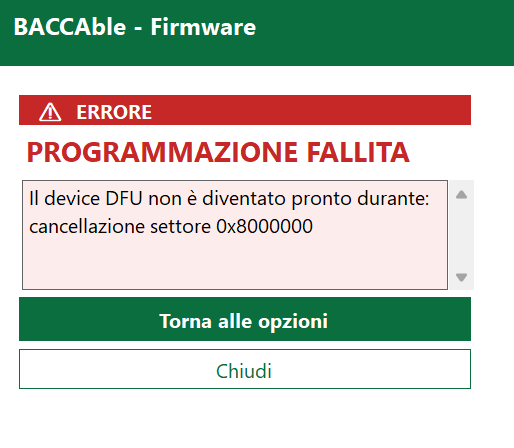 BACCAble - Firmware
ERRORE
PROGRAMMAZIONE FALLITA
Il device DFU non è diventato pronto durante:
cancellazione settore 0x8000000
Torna alle opzioni
Chiudi